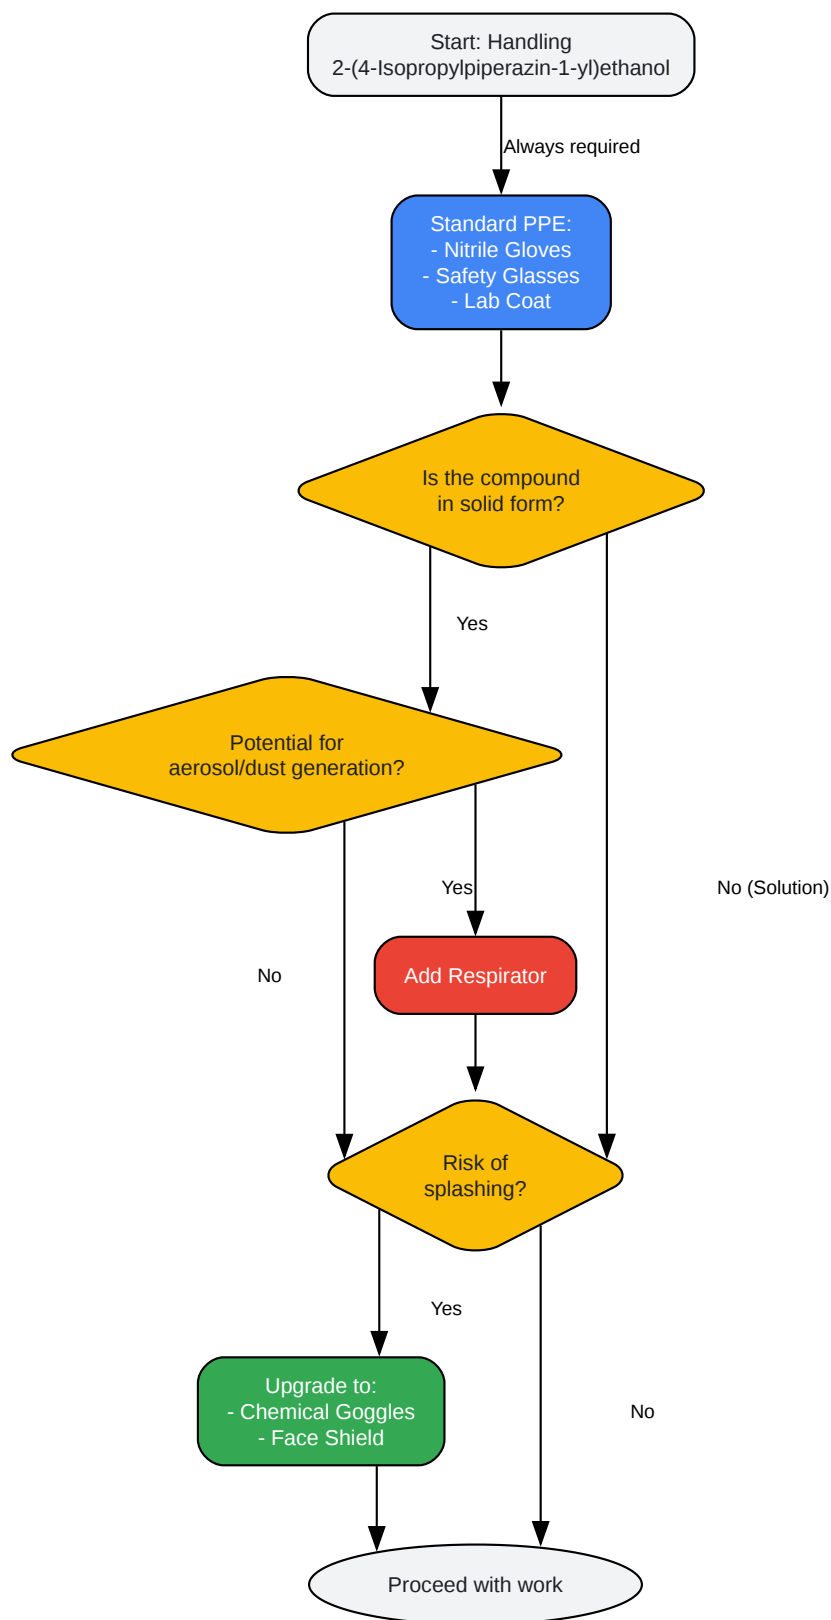 Start: Handling
2-(4-Isopropylpiperazin-1-yl)ethanol
Always required
Standard PPE:
- Nitrile Gloves
- Safety Glasses
- Lab Coat
Is the compound
in solid form?
Yes
Potential for
aerosol/dust generation?
Yes
No (Solution)
No
Add Respirator
Risk of
splashing?
Yes
Upgrade to:
- Chemical Goggles
- Face Shield
No
Proceed with work